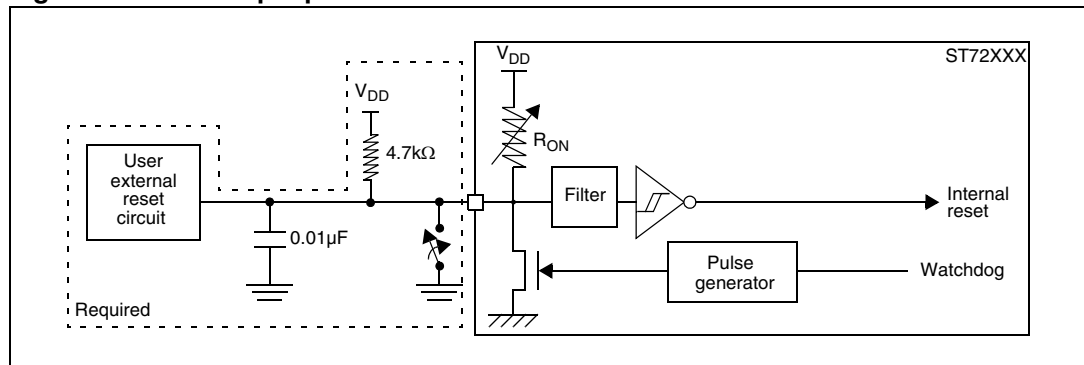 ST72XXX
VDD
VDD
4.7kΩ
RON
User
external
reset
circuit
Filter
Internal
reset
0.01µF
Pulse
generator
Watchdog
Required